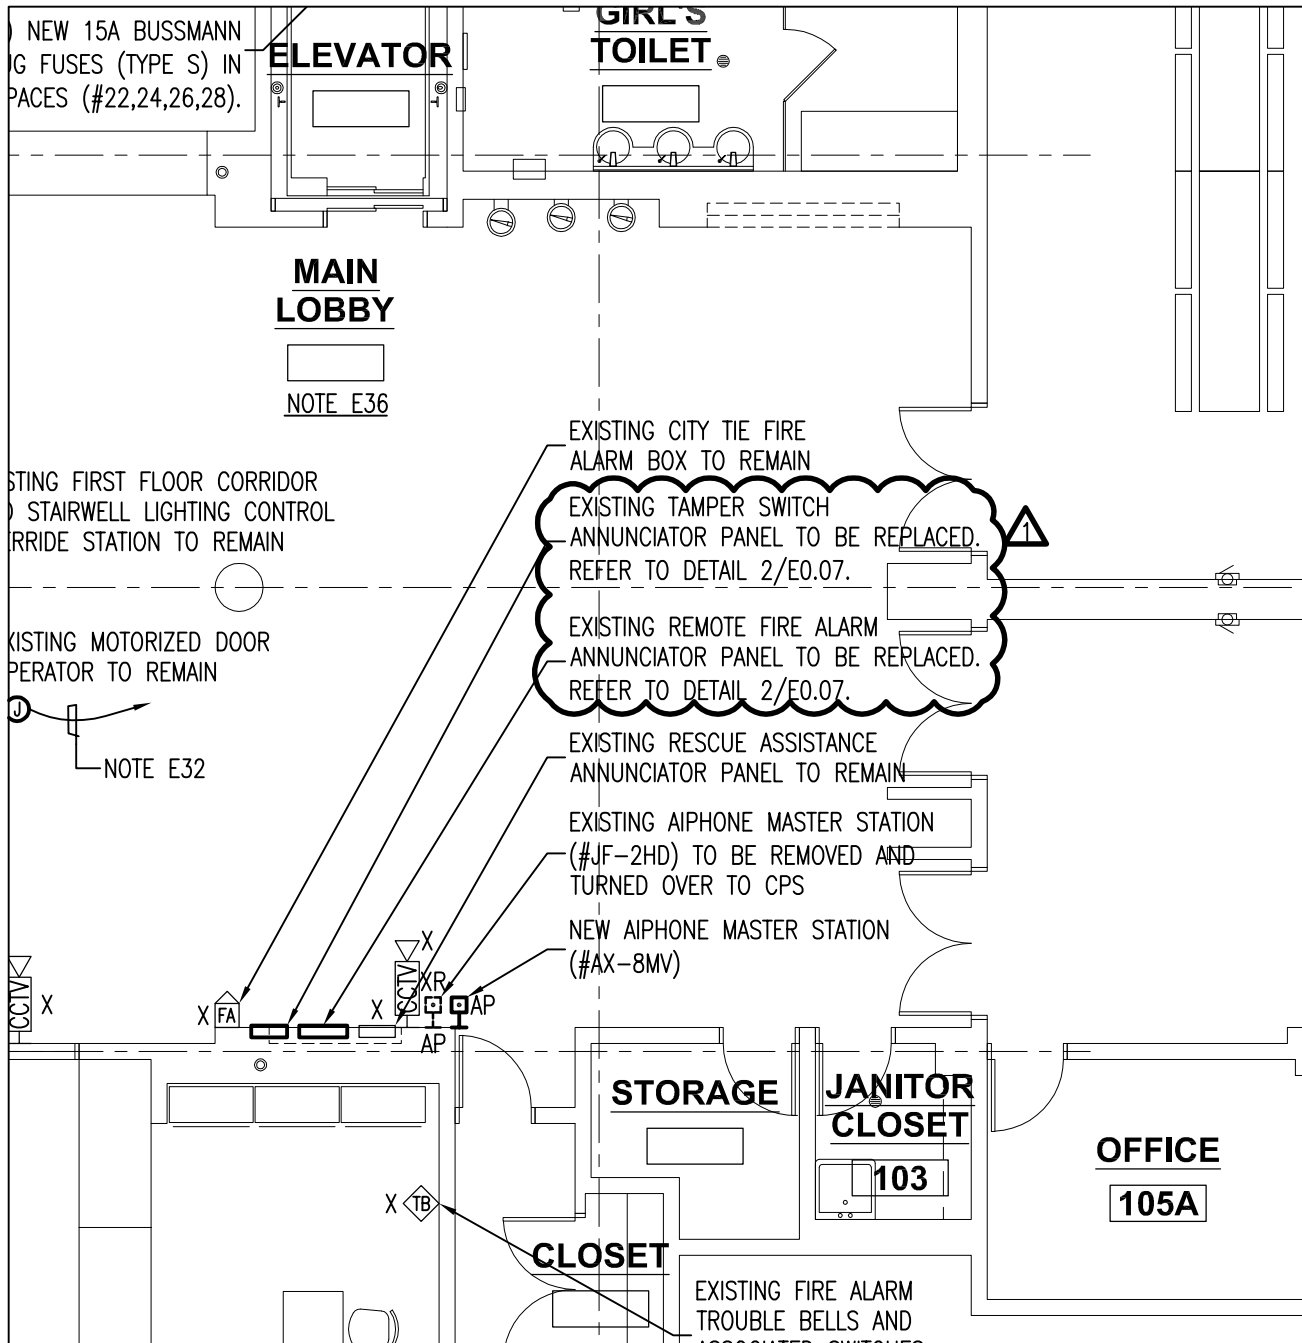 ) NEW 15A BUSSMANN
FUSES (TYPE S) IN
(#22,24,26,28).
ELEVATOR
GIRL'S
TOILET
MAIN
LOBBY
NOTE E36
EXISTING CITY TIE FIRE
ALARM BOX TO REMAIN
FIRST FLOOR CORRIDOR
STAIRWELL LIGHTING CONTROL
STATION TO REMAIN
EXISTING TAMPER SWITCH
ANNUNCIATOR PANEL TO BE REPLACED.
REFER TO DETAIL 2/E0.07.
1
EXISTING REMOTE FIRE ALARM
ANNUNCIATOR PANEL TO BE REPLACED.
REFER TO DETAIL 2/E0.07.
XISTING MOTORIZED DOOR
PERATOR TO REMAIN
J
NOTE E32
EXISTING RESCUE ASSISTANCE
ANNUNCIATOR PANEL TO REMAIN
EXISTING AIPHONE MASTER STATION
(#JF-2HD) TO BE REMOVED AND
TURNED OVER TO CPS
NEW AIPHONE MASTER STATION
(#AX-8MV)
CCTV X
X FA
X
CCTV
X
XR
AP
AP
STORAGE
JANITOR
CLOSET
103
OFFICE
105A
X TB
CLOSET
EXISTING FIRE ALARM
TROUBLE BELLS AND